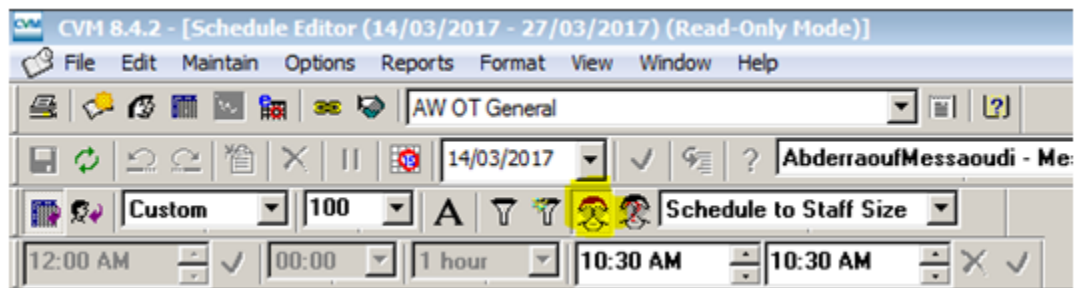 CVM CVM 8.4.2 - [Schedule Editor (14/03/2017 - 27/03/2017) (Read-Only Mode)]
File Edit Maintain Options Reports Format View Window Help
AW OT General
15 14/03/2017 AbderraoufMessaoudi - Me
Custom 100 A Schedule to Staff Size
12:00 AM 00:00 1 hour 10:30 AM 10:30 AM